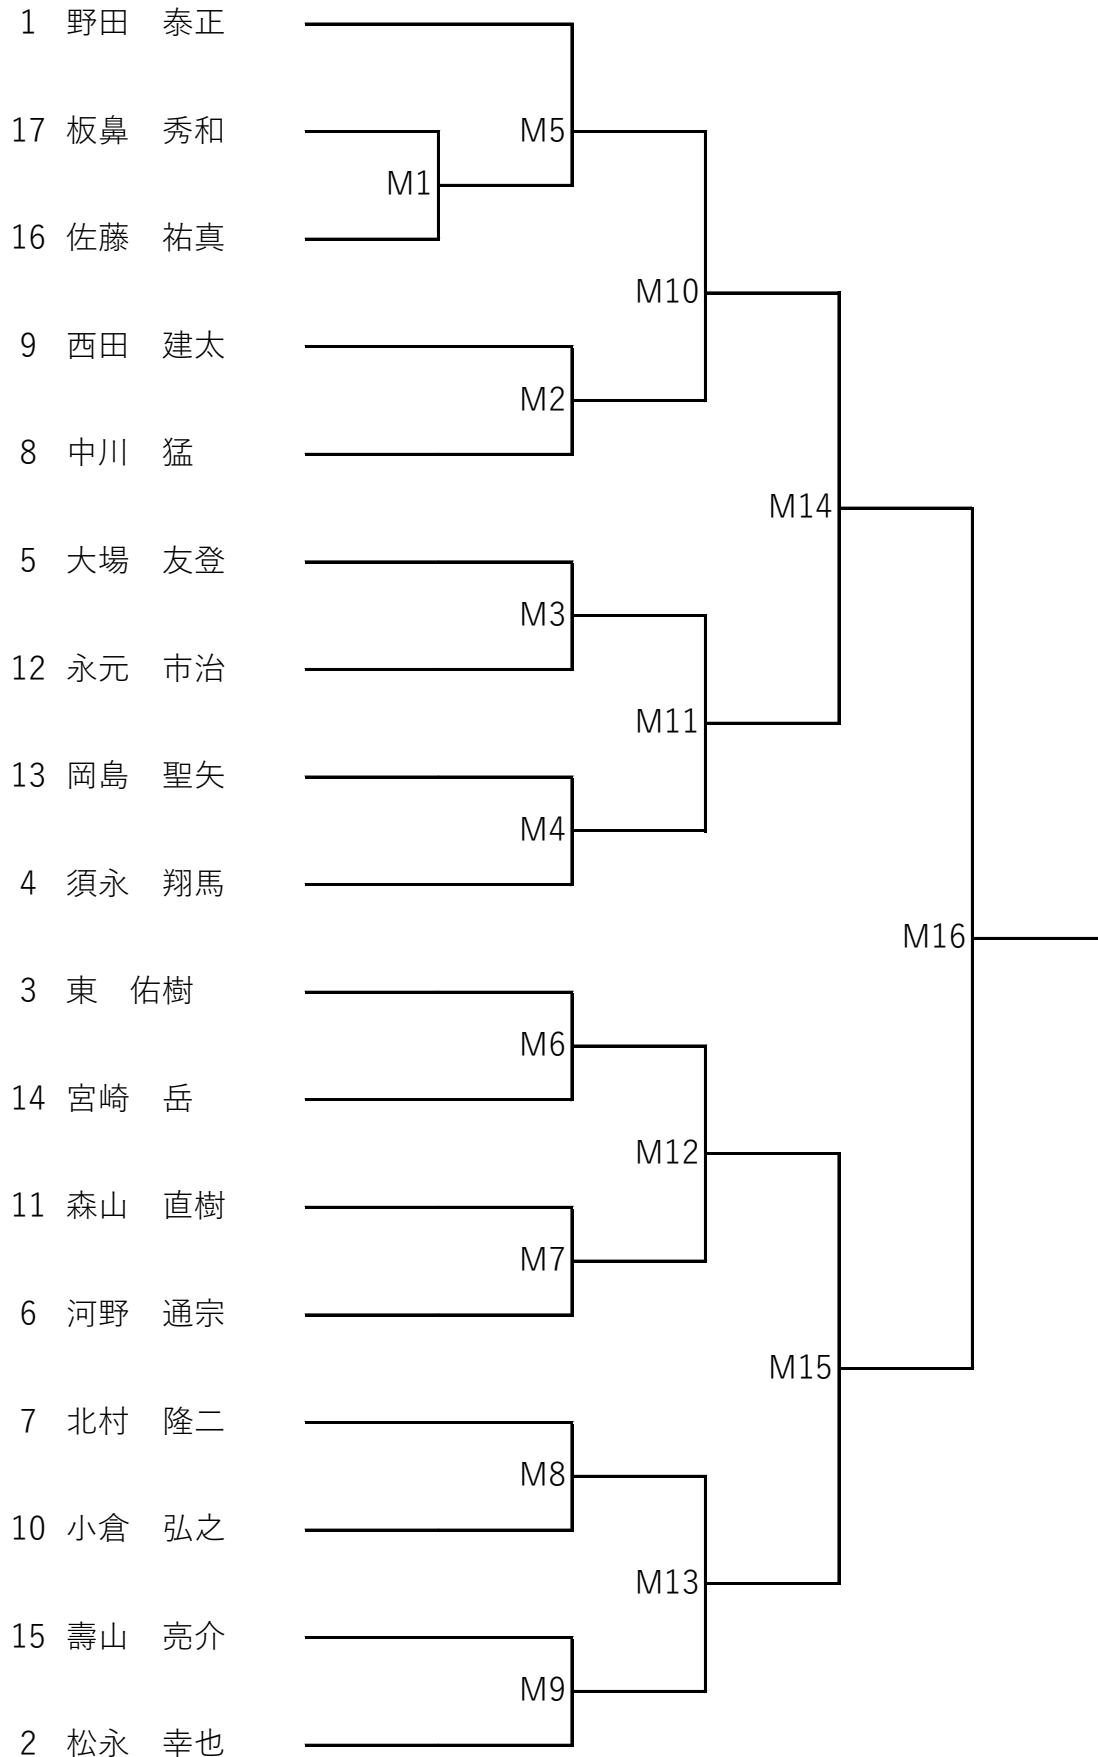 1 野田　泰正
17 板鼻　秀和
M5
M1
16 佐藤　祐真
M10
9 西田　建太
M2
8 中川　猛
M14
5 大場　友登
M3
12 永元　市治
M11
13 岡島　聖矢
M4
4 須永　翔馬
M16
3 東　佑樹
M6
14 宮崎　岳
M12
11 森山　直樹
M7
6 河野　通宗
M15
7 北村　隆二
M8
10 小倉　弘之
M13
15 壽山　亮介
M9
2 松永　幸也